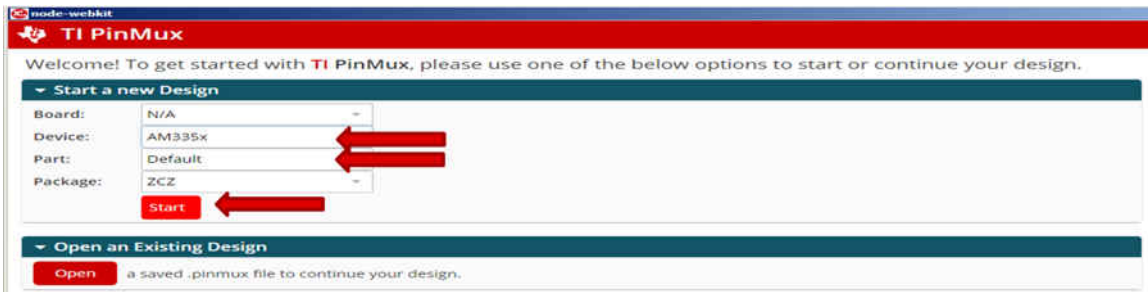 node-webkit
TI PinMux
Welcome! To get started with TI PinMux, please use one of the below options to start or continue your design.
Start a new Design
Board: N/A
Device: AM335x
Part: Default
Package: ZCZ
Start
Open an Existing Design
Open a saved .pinmux file to continue your design.